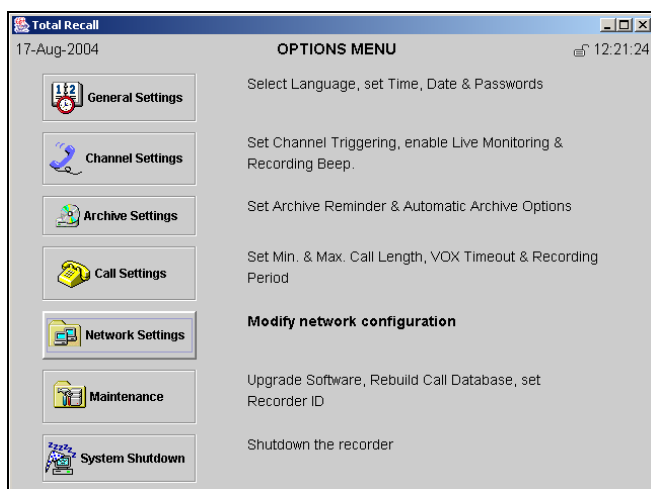 Total Recall
17-Aug-2004 OPTIONS MENU 12:21:24
General Settings
Select Language, set Time, Date & Passwords
Channel Settings
Set Channel Triggering, enable Live Monitoring &
Recording Beep.
Archive Settings
Set Archive Reminder & Automatic Archive Options
Call Settings
Set Min. & Max. Call Length, VOX Timeout & Recording
Period
Network Settings
Modify network configuration
Maintenance
Upgrade Software, Rebuild Call Database, set
Recorder ID
System Shutdown
Shutdown the recorder